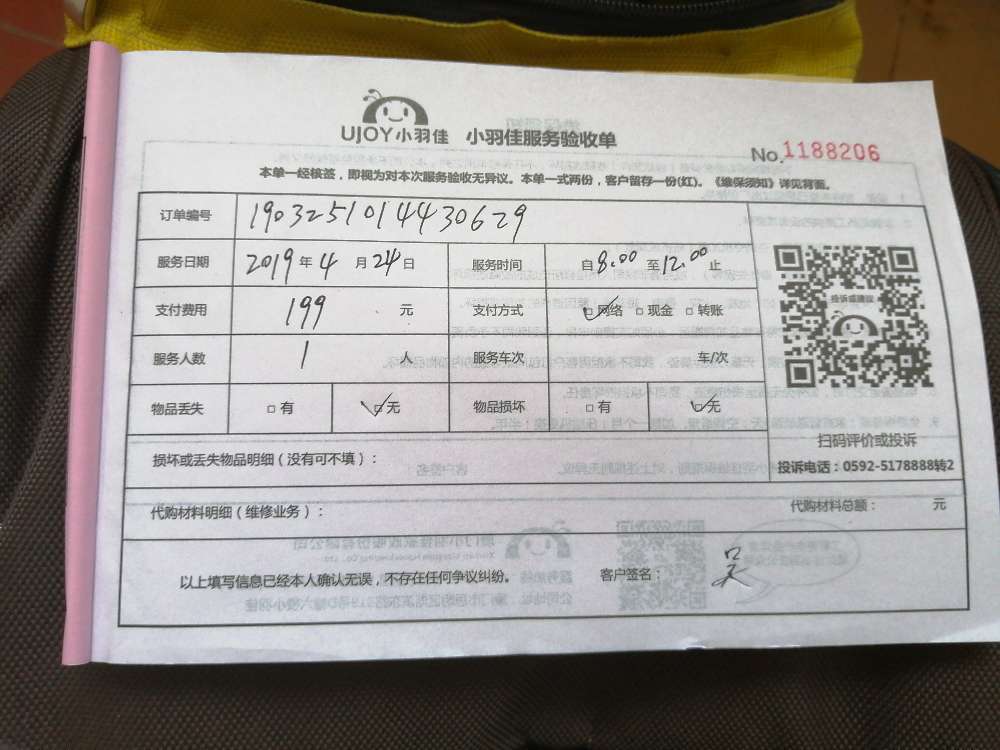 UJOY小羽佳 小羽佳服务验收单
No.1188206
本单一经核签，即视为对本次服务验收无异议。本单一式两份，客户留存一份(红)。《维保须知》详见背面。
订单编号 190325101443 0629
服务日期 2019年4月24日 服务时间 自8:00至12:00止
支付费用 199 元 支付方式 ☑网络 □现金 □转账
服务人数 1 人 服务车次 车/次
物品丢失 □有 ☑无 物品损坏 □有 ☑无
投诉或建议
扫码评价或投诉
投诉电话：0592-5178888转2
损坏或丢失物品明细（没有可不填）：
代购材料明细（维修业务）： 代购材料总额： 元
以上填写信息已经本人确认无误，不存在任何争议纠纷。 客户签名：